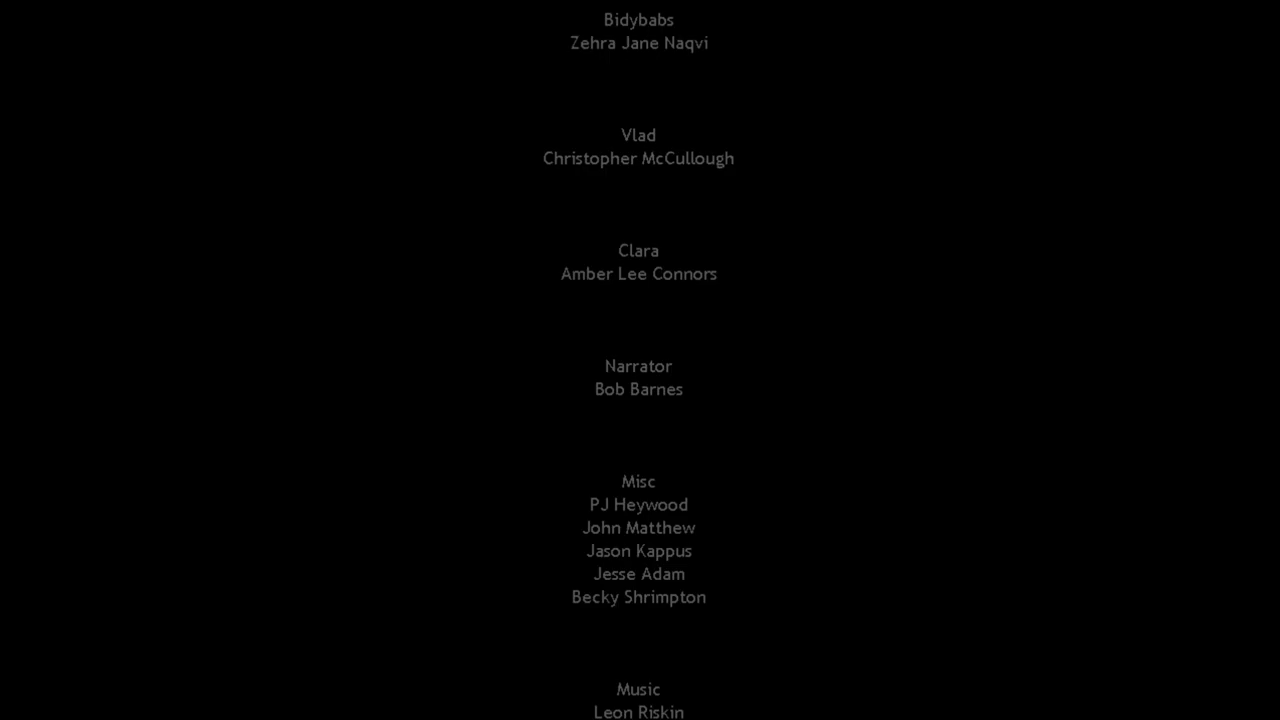 Bidybabs
Zehra Jane Naqvi
Vlad
Christopher McCullough
Clara
Amber Lee Connors
Narrator
Bob Barnes
Misc
PJ Heywood
John Matthew
Jason Kappus
Jesse Adam
Becky Shrimpton
Music
Leon Riskin